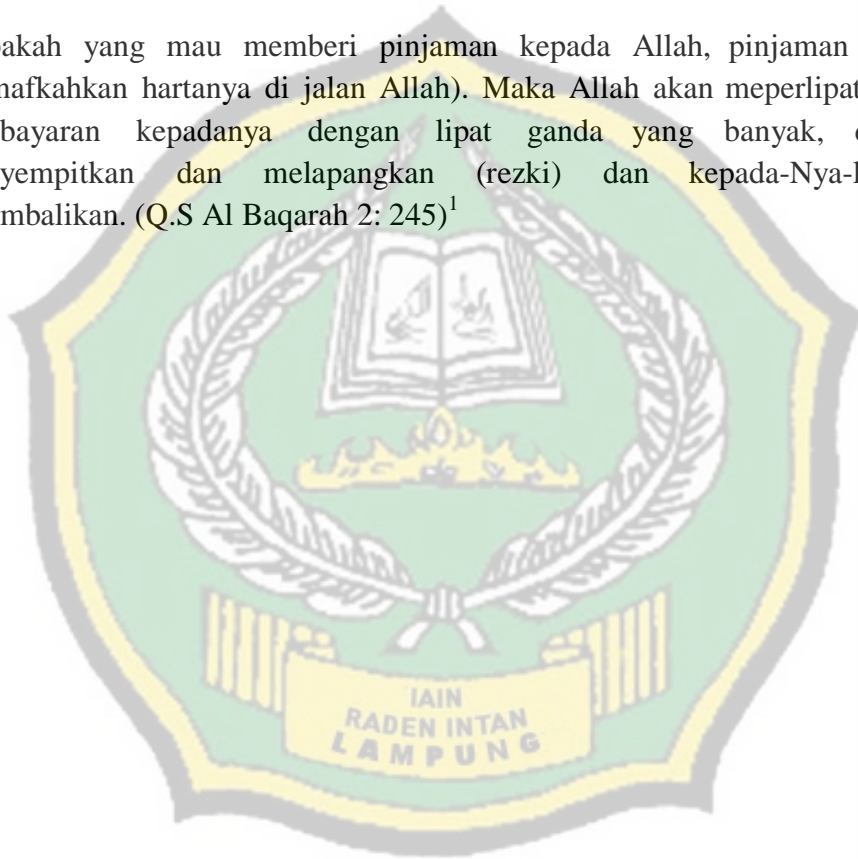 akah yang mau memberi pinjaman kepada Allah, pinjaman
nafkahkan hartanya di jalan Allah). Maka Allah akan meperlipat
bayaran kepadanya dengan lipat ganda yang banyak,
yempitkan dan melapangkan (rezki) dan kepada-Nya-
mbalikan. (Q.S Al Baqarah 2: 245)1
IAIN
RADEN INTAN
LAMPUNG